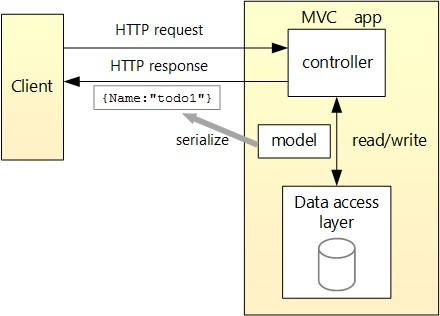 HTTP request
HTTP response
Client
{Name:"todo1"}
serialize
MVC app
controller
model
read/write
Data access
layer